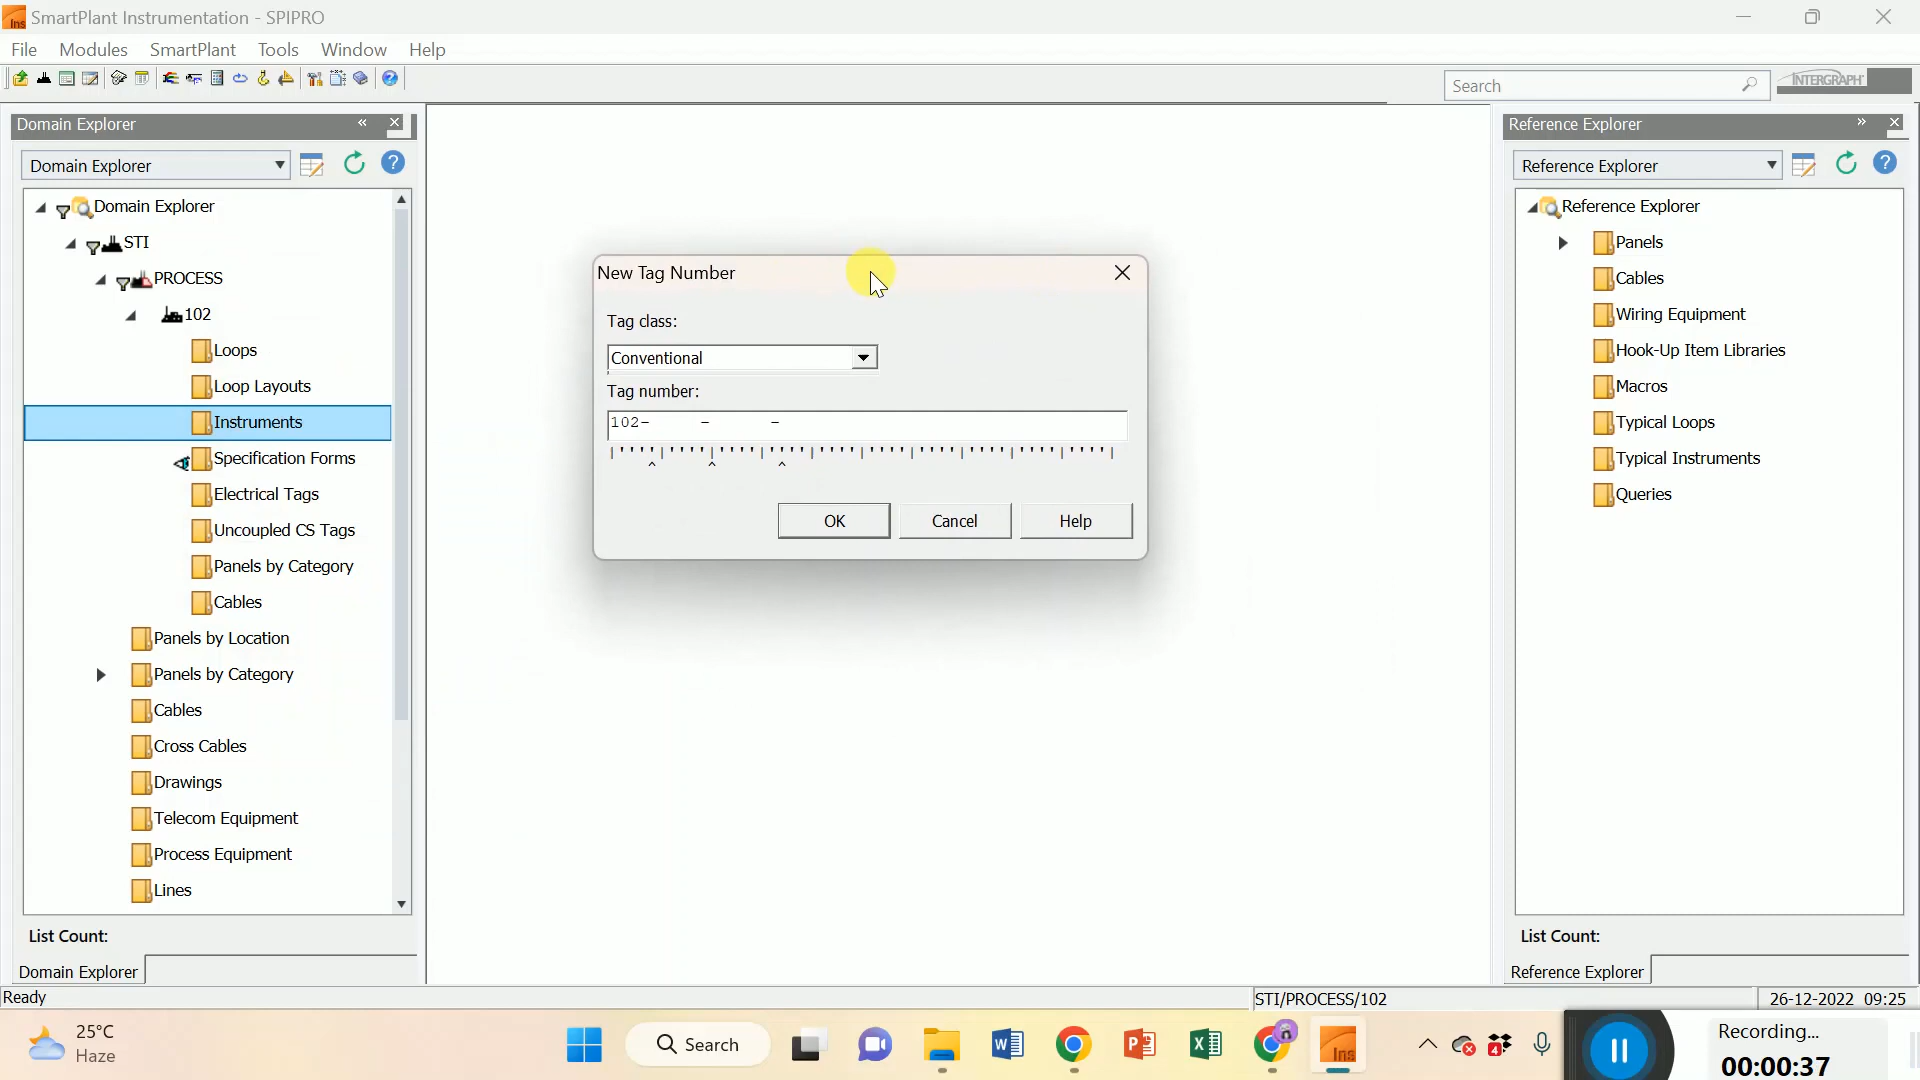 SmartPlant Instrumentation - SPIPRO
File Modules SmartPlant Tools Window Help
Search
INTERGRAPH
Domain Explorer
Domain Explorer
Domain Explorer
STI
PROCESS
102
Loops
Loop Layouts
Instruments
Specification Forms
Electrical Tags
Uncoupled CS Tags
Panels by Category
Cables
Panels by Location
Panels by Category
Cables
Cross Cables
Drawings
Telecom Equipment
Process Equipment
Lines
List Count:
Domain Explorer
New Tag Number
Tag class:
Conventional
Tag number:
102- - -
OK Cancel Help
Reference Explorer
Reference Explorer
Reference Explorer
Panels
Cables
Wiring Equipment
Hook-Up Item Libraries
Macros
Typical Loops
Typical Instruments
Queries
List Count:
Reference Explorer
Ready
STI/PROCESS/102
26-12-2022 09:25
25°C
Haze
Search
Ins
4
Recording...
00:00:37